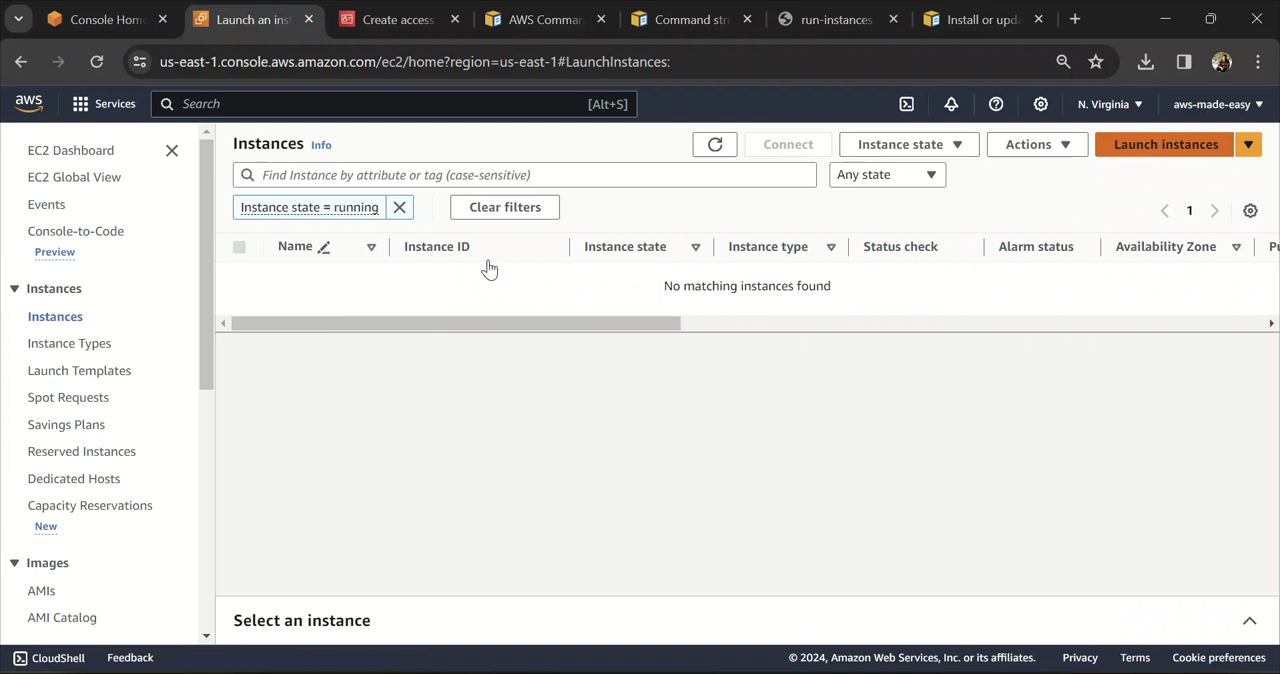 Console Hom
Launch an ins
Create access
AWS Comman
Command str
run-instances
Install or upda
us-east-1.console.aws.amazon.com/ec2/home?region=us-east-1#LaunchInstances:
aws
Services
Search
[Alt+S]
N. Virginia
aws-made-easy
EC2 Dashboard
EC2 Global View
Events
Console-to-Code
Preview
Instances
Instances
Instance Types
Launch Templates
Spot Requests
Savings Plans
Reserved Instances
Dedicated Hosts
Capacity Reservations
New
Images
AMIs
AMI Catalog
Instances Info
Connect
Instance state
Actions
Launch instances
Find Instance by attribute or tag (case-sensitive)
Any state
Instance state = running
Clear filters
1
Name
Instance ID
Instance state
Instance type
Status check
Alarm status
Availability Zone
Pu
No matching instances found
Select an instance
CloudShell
Feedback
© 2024, Amazon Web Services, Inc. or its affiliates.
Privacy
Terms
Cookie preferences